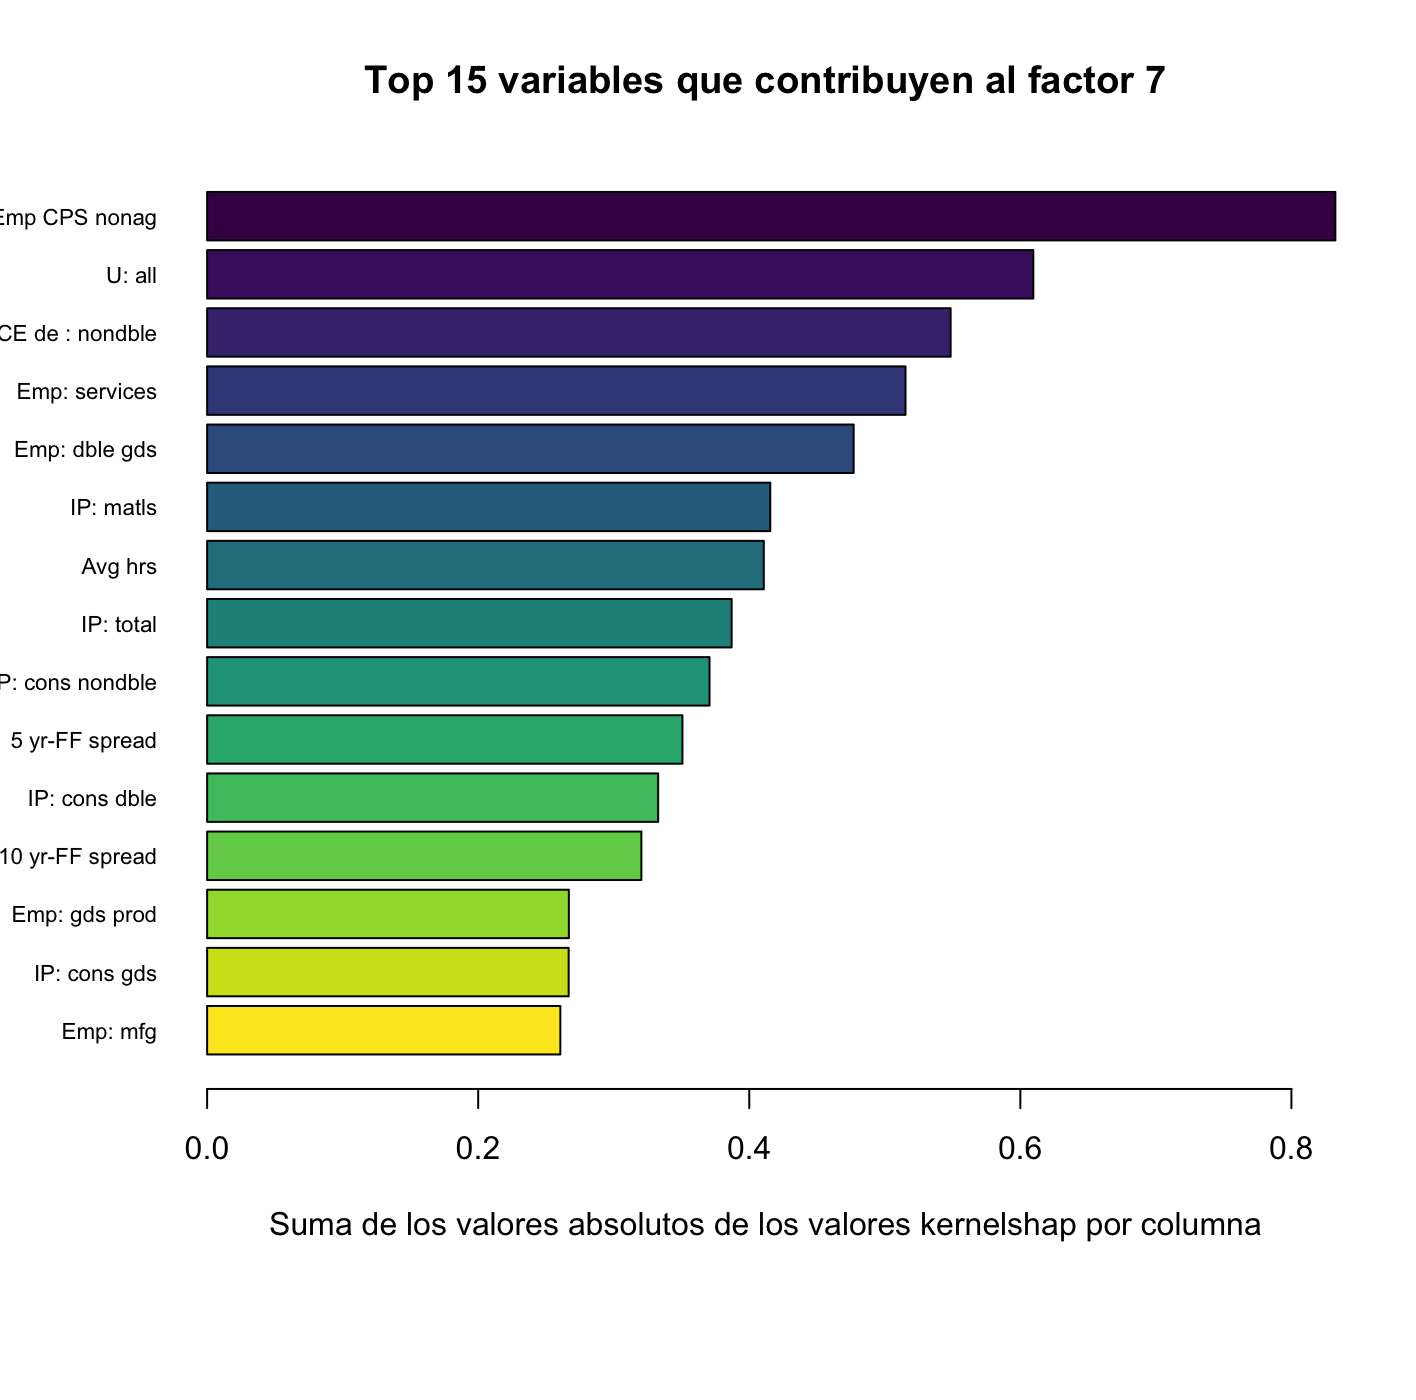 Top 15 variables que contribuyen al factor 7
Emp CPS nonag
U: all
CE de : nondble
Emp: services
Emp: dble gds
IP: matls
Avg hrs
IP: total
P: cons nondble
5 yr-FF spread
IP: cons dble
10 yr-FF spread
Emp: gds prod
IP: cons gds
Emp: mfg
0.0 0.2 0.4 0.6 0.8
Suma de los valores absolutos de los valores kernelshap por columna